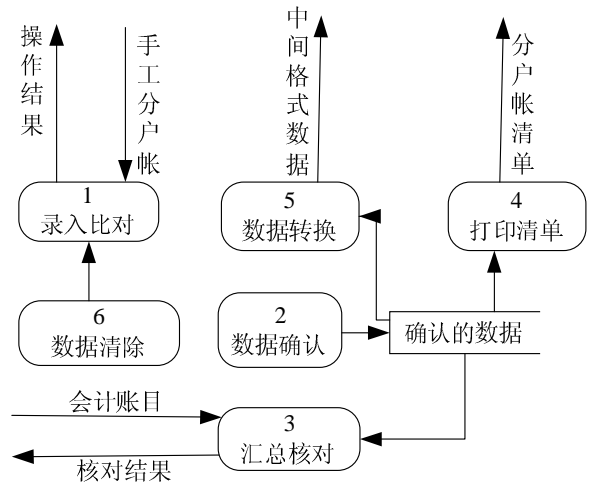 操作结果
手工分户帐
中间格式数据
分户帐清单
1
录入比对
5
数据转换
4
打印清单
6
数据清除
2
数据确认
确认的数据
会计账目
3
汇总核对
核对结果